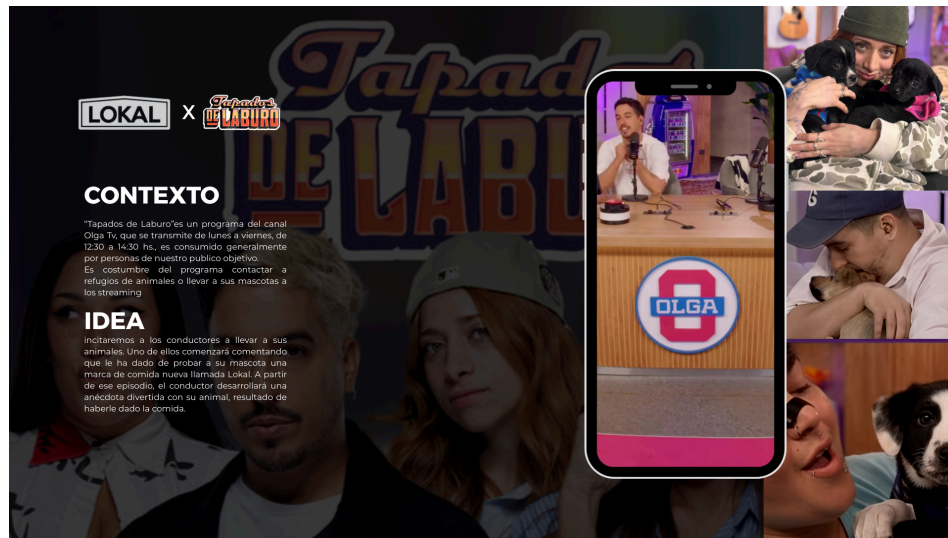 Tapados
DE LABURO
LOKAL X Tapados
DE LABURO
CONTEXTO
"Tapados de Laburo"es un programa del canal
Olga Tv, que se transmite de lunes a viernes, de
12:30 a 14:30 hs., es consumido generalmente
por personas de nuestro publico objetivo.
Es costumbre del programa contactar a
refugios de animales o llevar a sus mascotas a
los streaming
IDEA
incitaremos a los conductores a llevar a sus
animales. Uno de ellos comenzará comentando
que le ha dado de probar a su mascota una
marca de comida nueva llamada Lokal. A partir
de ese episodio, el conductor desarrollará una
anécdota divertida con su animal, resultado de
haberle dado la comida.
OLGA